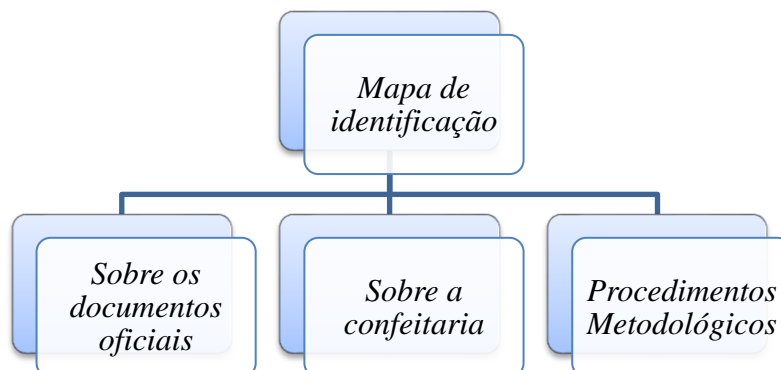 Mapa de
identificação
Sobre os
documentos
oficiais
Sobre a
confeitaria
Procedimentos
Metodológicos